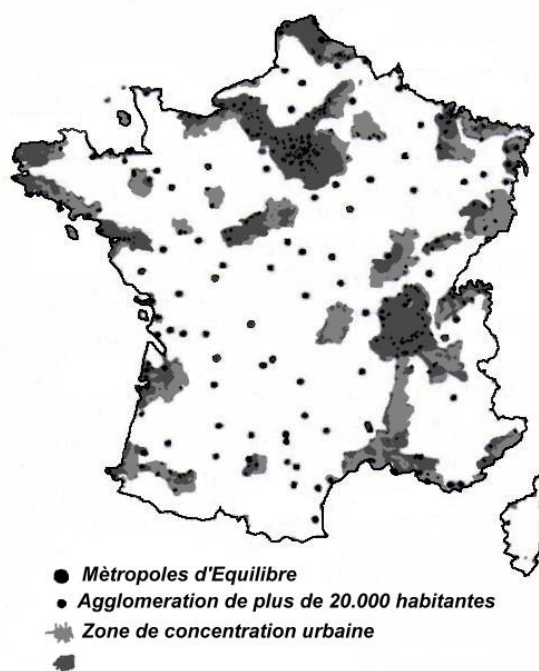 Mètropoles d'Equilibre
Agglomeration de plus de 20.000 habitantes
Zone de concentration urbaine